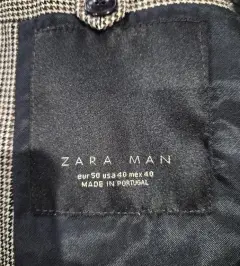 ZARA MAN
eur 50 usa 40 mex 40
MADE IN PORTUGAL